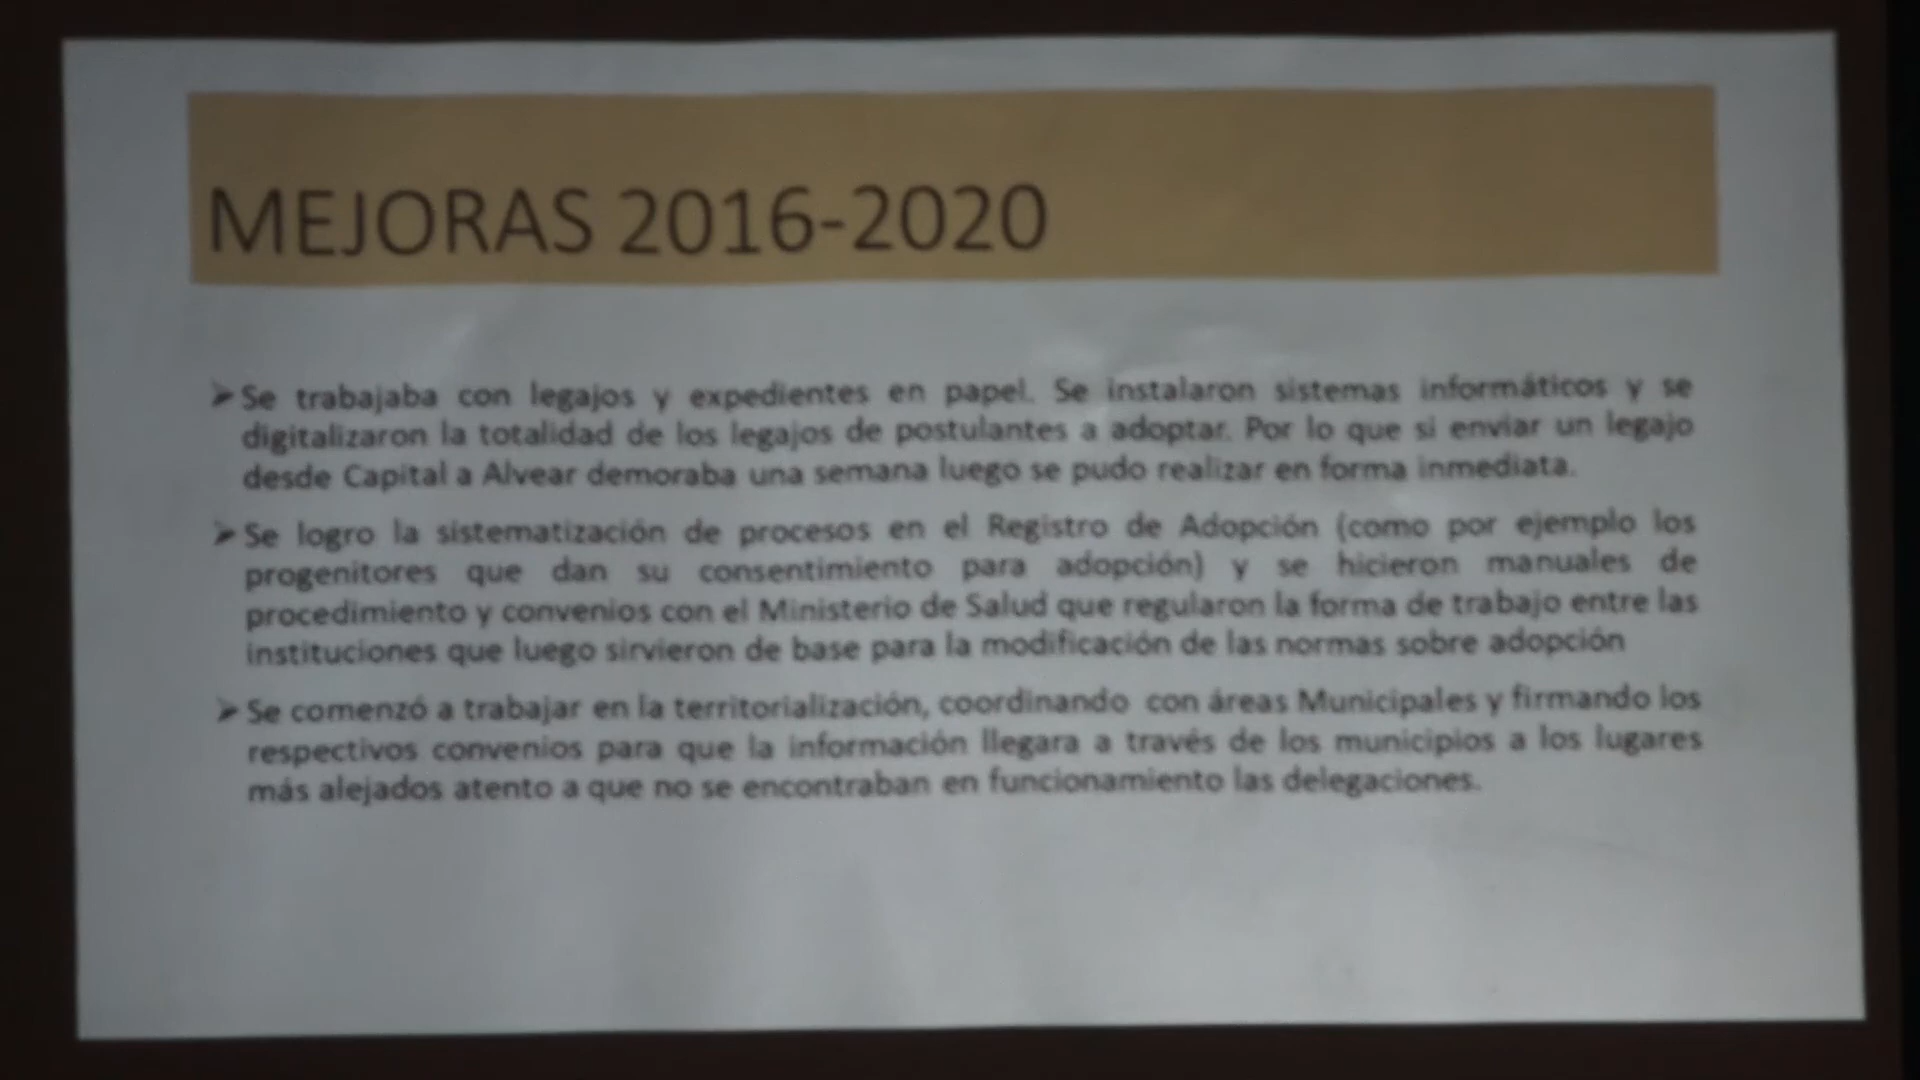 MEJORAS 2016-2020
➢ Se trabajaba con legajos y expedientes en papel. Se instalaron sistemas informáticos y se
digitalizaron la totalidad de los legajos de postulantes a adoptar. Por lo que si enviar un legajo
desde Capital a Alvear demoraba una semana luego se pudo realizar en forma inmediata.
➢ Se logro la sistematización de procesos en el Registro de Adopción (como por ejemplo los
progenitores que dan su consentimiento para adopción) y se hicieron manuales de
procedimiento y convenios con el Ministerio de Salud que regularon la forma de trabajo entre las
instituciones que luego sirvieron de base para la modificación de las normas sobre adopción
➢ Se comenzó a trabajar en la territorialización, coordinando con áreas Municipales y firmando los
respectivos convenios para que la información llegara a través de los municipios a los lugares
más alejados atento a que no se encontraban en funcionamiento las delegaciones.